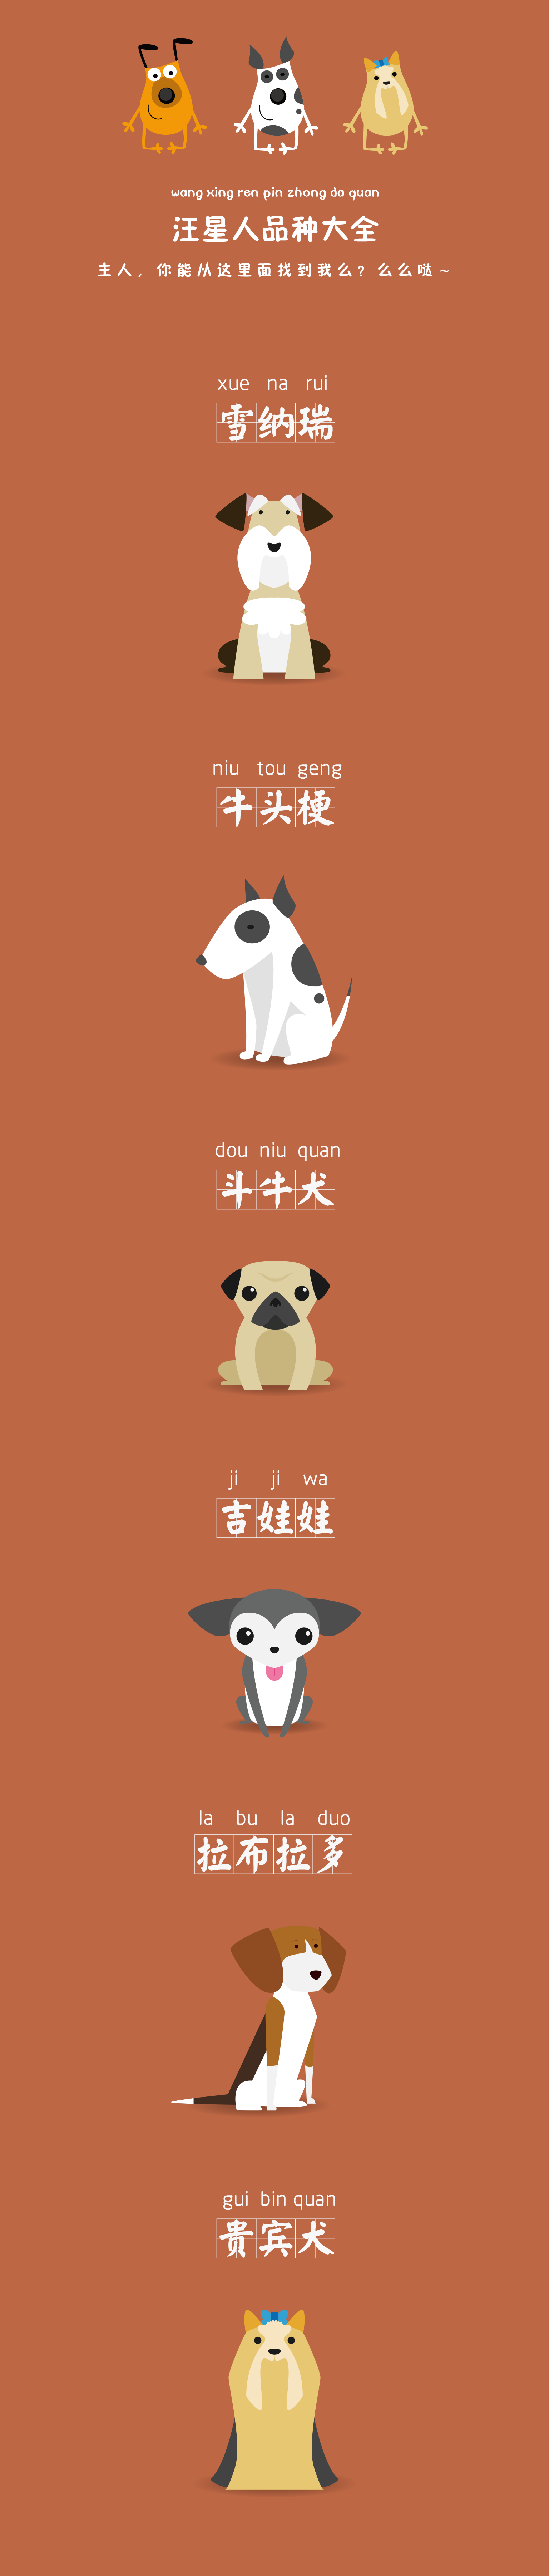 wang xing ren pin zhong da quan
汪星人品种大全
主人，你能从这里面找到我么？么么哒～
xue na rui
雪纳瑞
niu tou geng
牛头梗
dou niu quan
斗牛犬
ji ji wa
吉娃娃
la bu la duo
拉布拉多
gui bin quan
贵宾犬